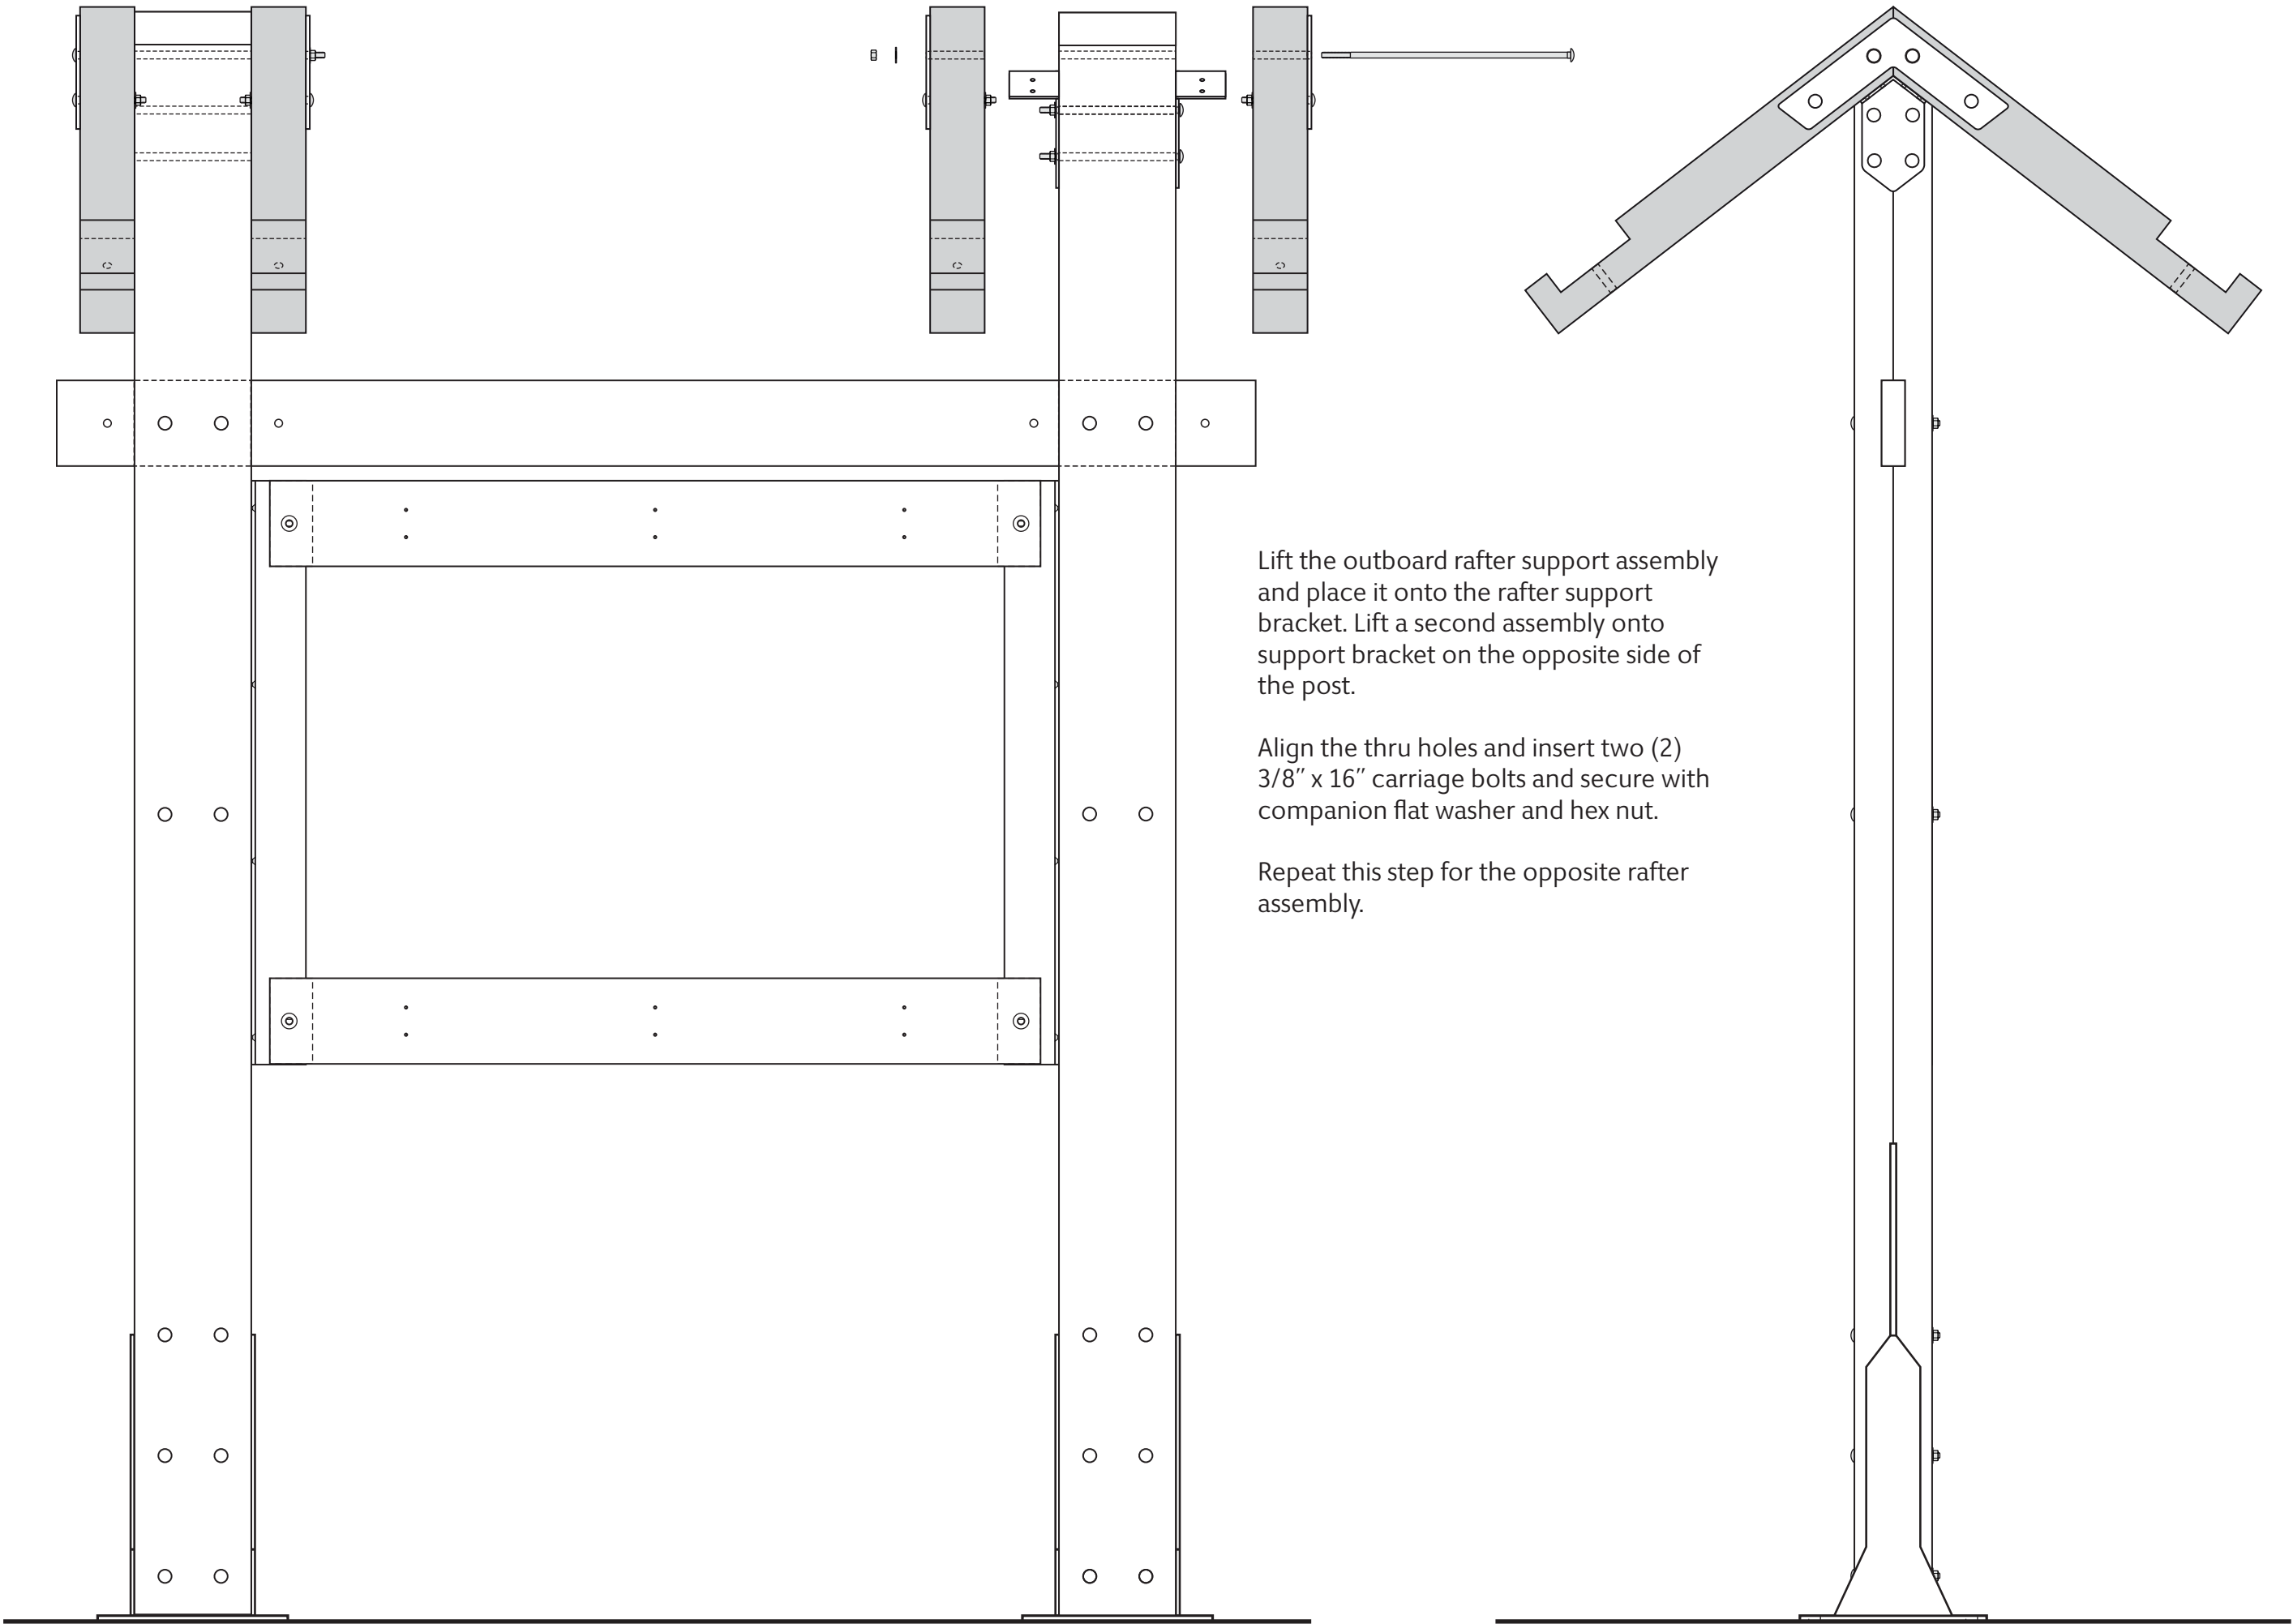 Lift the outboard rafter support assembly
and place it onto the rafter support
bracket. Lift a second assembly onto
support bracket on the opposite side of
the post.
Align the thru holes and insert two (2)
3/8″ x 16″ carriage bolts and secure with
companion flat washer and hex nut.
Repeat this step for the opposite rafter
assembly.